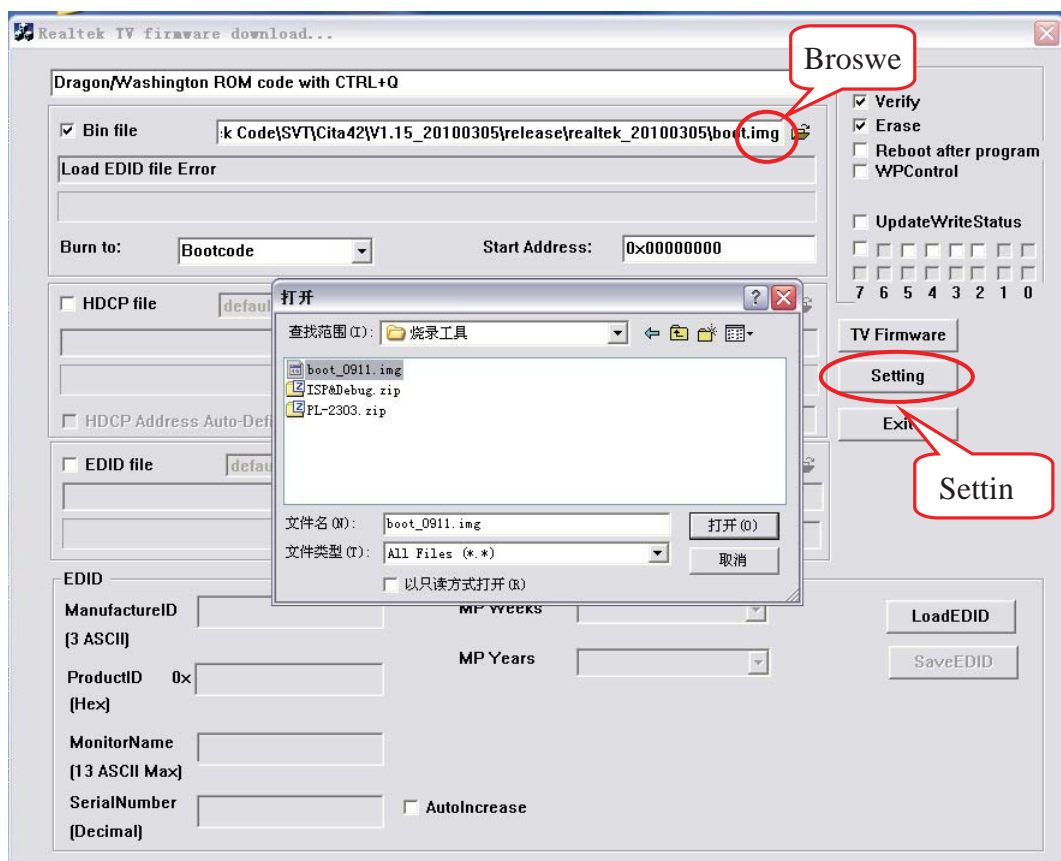 Realtek TV firmware download...
Broswe
Dragon/Washington ROM code with CTRL+Q
Verify
Bin file
:k Code\SVT\Cita42\V1.15_20100305\release\realtek_20100305\boot.img
Erase
Reboot after program
Load EDID file Error
WPControl
UpdateWriteStatus
Burn to:
Bootcode
Start Address:
0x00000000
7 6 5 4 3 2 1 0
HDCP file
打开
查找范围(I):
烧录工具
TV Firmware
boot_0911.img
Setting
ISP&Debug.zip
PL-2303.zip
HDCP Address
EDID file
Settin
文件名(N):
boot_0911.img
打开(O)
文件类型(T):
All Files (*.*)
取消
以只读方式打开(R)
EDID
ManufactureID
(3 ASCII)
MP Weeks
LoadEDID
ProductID 0x
(Hex)
MP Years
SaveEDID
MonitorName
(13 ASCII Max)
SerialNumber
(Decimal)
AutoIncrease